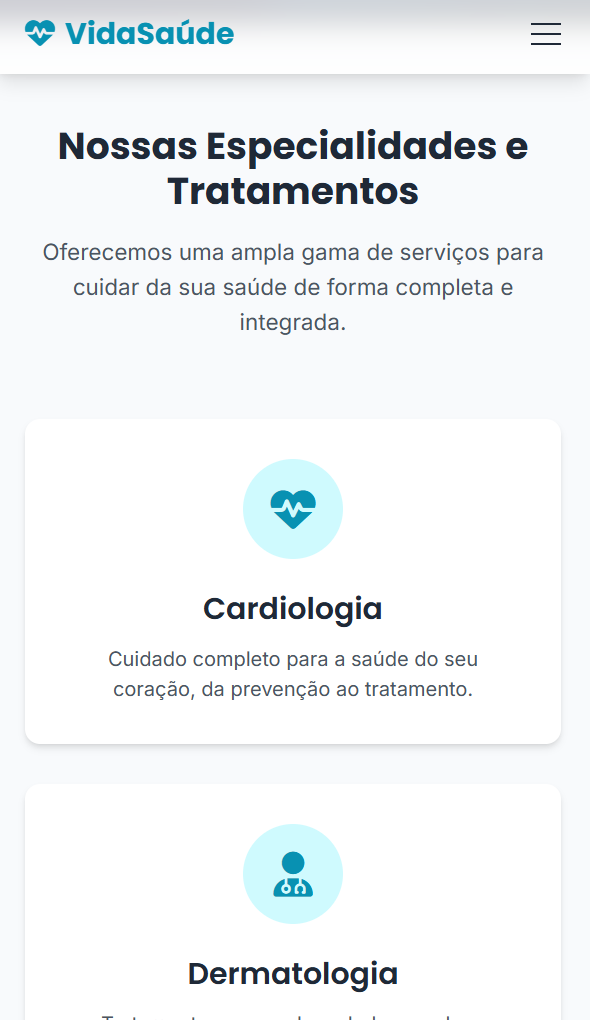 VidaSaúde
Nossas Especialidades e
Tratamentos
Oferecemos uma ampla gama de serviços para
cuidar da sua saúde de forma completa e
integrada.
Cardiologia
Cuidado completo para a saúde do seu
coração, da prevenção ao tratamento.
Dermatologia